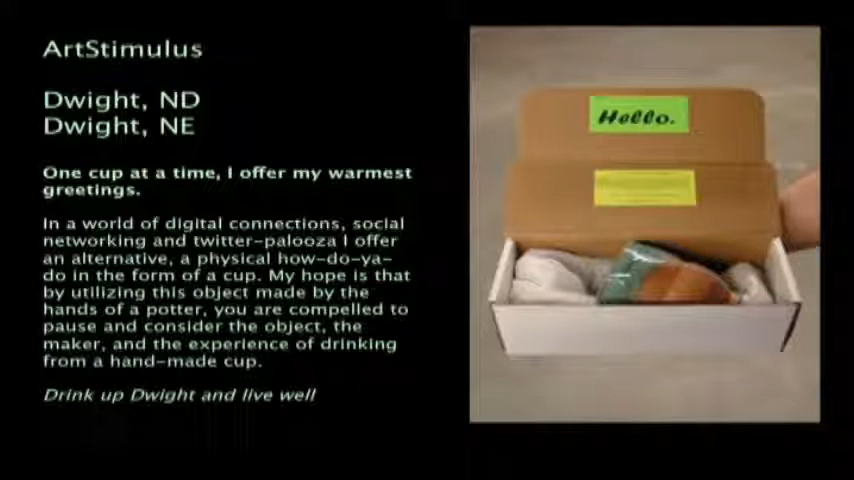 ArtStimulus
Dwight, ND
Dwight, NE
One cup at a time, I offer my warmest
greetings.
In a world of digital connections, social
networking and twitter-palooza I offer
an alternative, a physical how-do-ya-
do in the form of a cup. My hope is that
by utilizing this object made by the
hands of a potter, you are compelled to
pause and consider the object, the
maker, and the experience of drinking
from a hand-made cup.
Drink up Dwight and live well
Hello.